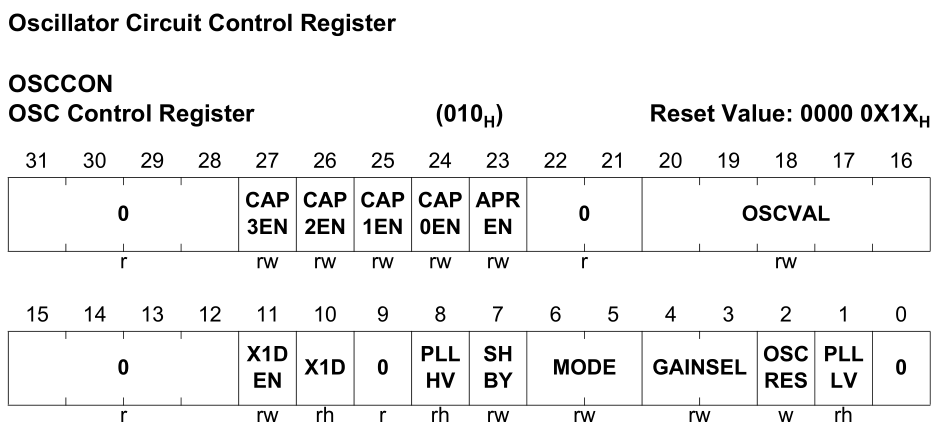 Oscillator Circuit Control Register
OSCCON
OSC Control Register (010H) Reset Value: 0000 0X1XH
31 30 29 28 27 26 25 24 23 22 21 20 19 18 17 16
0 CAP 3EN CAP 2EN CAP 1EN CAP 0EN APR EN 0 OSCVAL
r rw rw rw rw rw r rw
15 14 13 12 11 10 9 8 7 6 5 4 3 2 1 0
0 X1D EN X1D 0 PLL HV SH BY MODE GAINSEL OSC RES PLL LV 0
r rw rh r rh rw rw rw w rh